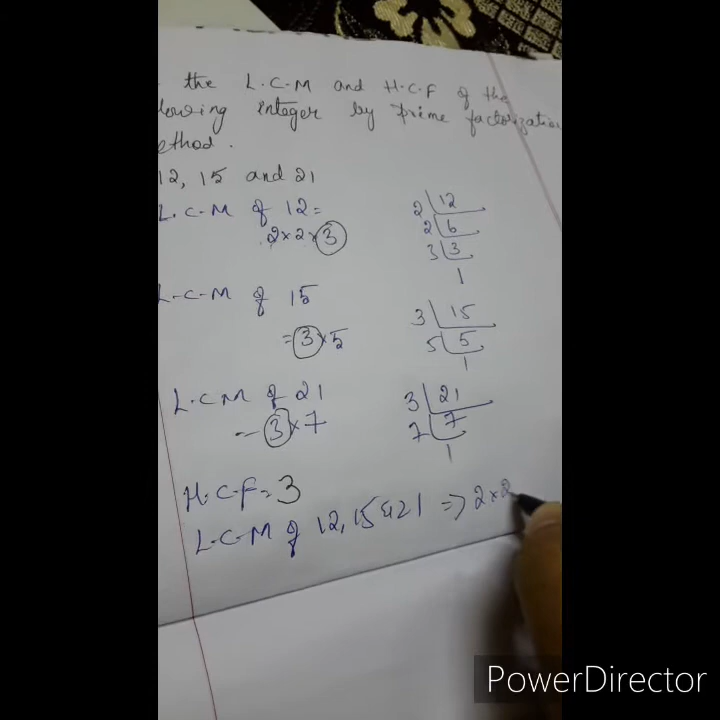 the L.C.M and H.C.F of the
lowing integer by prime factorization
ethod.
12, 15 and 21
L.C.M of 12=
2×2×3
2 12
2 6
3 3
1
L.C.M of 15
=3×5
3 15
5 5
1
L.C.M of 21
=3×7
3 21
7 7
1
H.C.F=3
L.C.M of 12, 15 & 21 => 2×2
PowerDirector